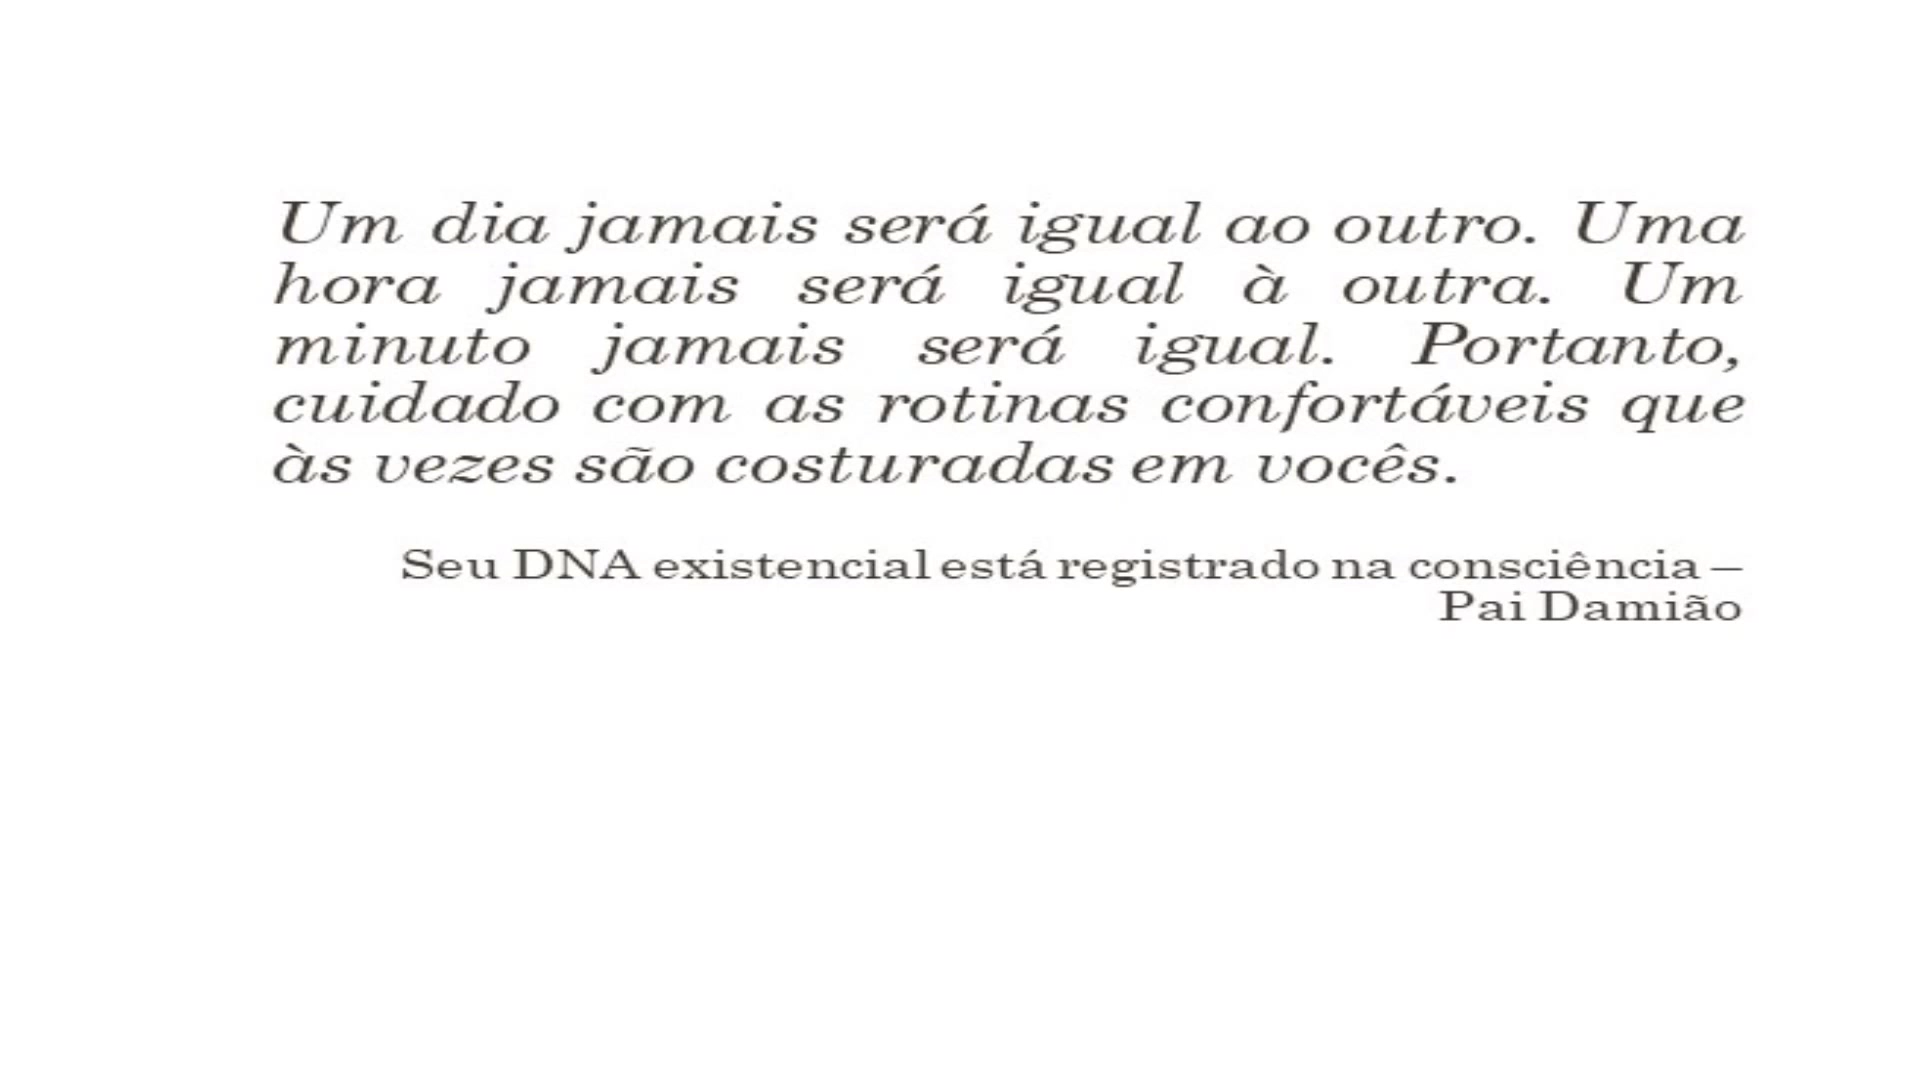 Um dia jamais será igual ao outro. Uma
hora jamais será igual à outra. Um
minuto jamais será igual. Portanto,
cuidado com as rotinas confortáveis que
às vezes são costuradas em vocês.
Seu DNA existencial está registrado na consciência –
Pai Damião